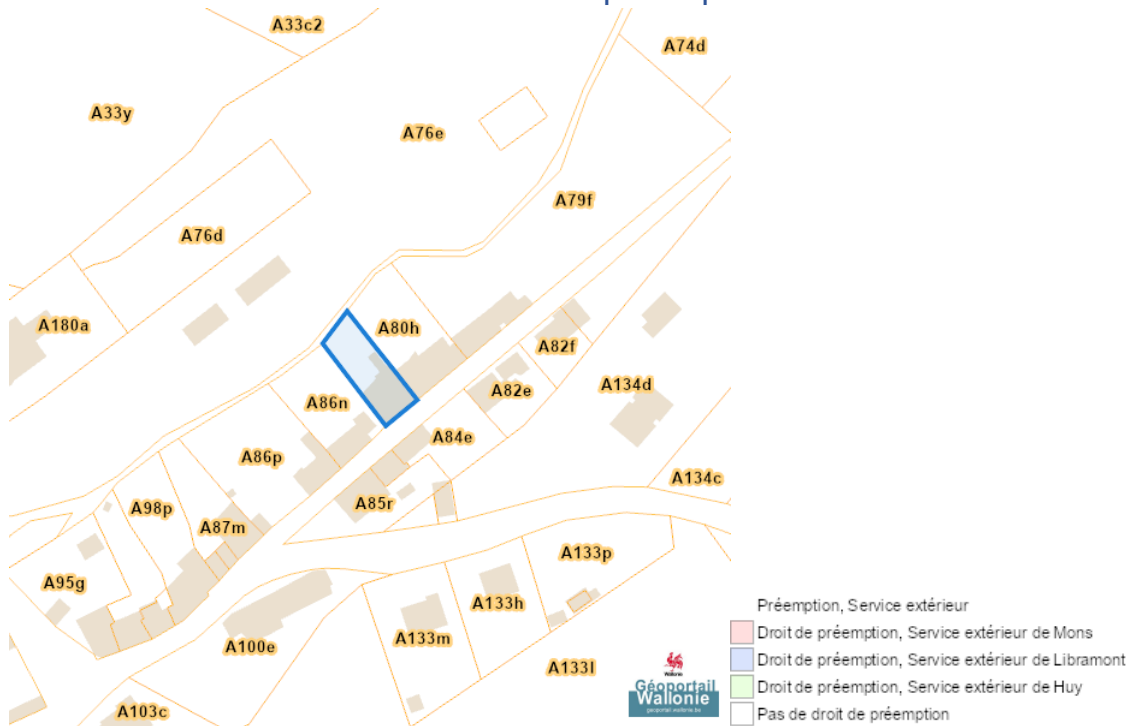 A33c2
A74d
A33y
A76e
A79f
A76d
A180a
A80h
A82f
A134d
A82e
A86n
A84e
A86p
A134c
A98p
A85r
A87m
A133p
A95g
A133h
A133m
A100e
A133l
A103c
Wallonie
Géoportail
Wallonie
geoportail.wallonie.be
Préemption, Service extérieur
Droit de préemption, Service extérieur de Mons
Droit de préemption, Service extérieur de Libramont
Droit de préemption, Service extérieur de Huy
Pas de droit de préemption